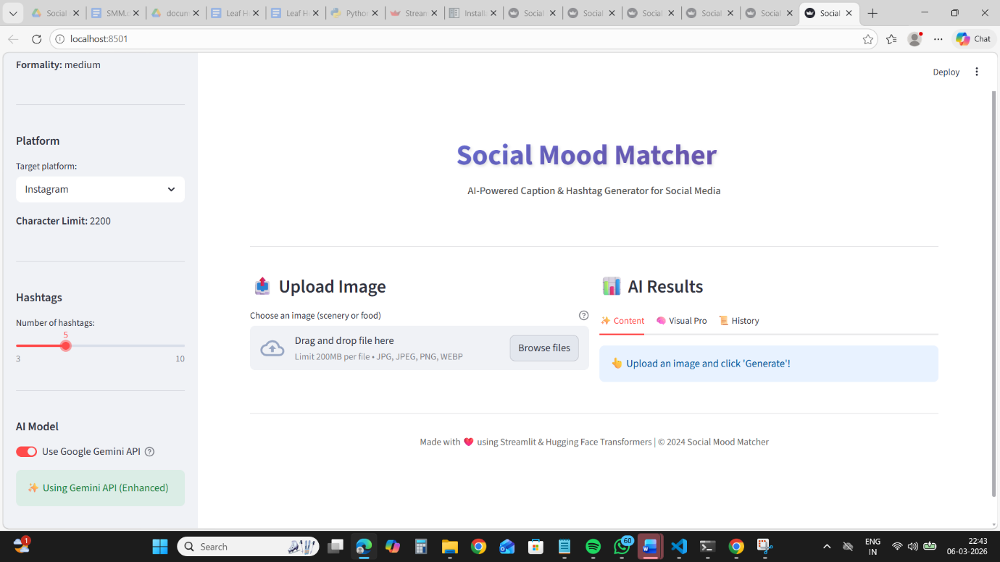 Social
SMM.c
docum
Leaf H
Leaf H
Pytho
Stream
Install
Social
Social
Social
Social
Social
Social
localhost:8501
Chat
Formality: medium
Platform
Target platform:
Instagram
Character Limit: 2200
Hashtags
Number of hashtags:
5
3 10
AI Model
Use Google Gemini API
✨ Using Gemini API (Enhanced)
Deploy
Social Mood Matcher
AI-Powered Caption & Hashtag Generator for Social Media
📤 Upload Image
Choose an image (scenery or food)
Drag and drop file here
Limit 200MB per file • JPG, JPEG, PNG, WEBP
Browse files
📊 AI Results
✨ Content 🧠 Visual Pro 📜 History
👆 Upload an image and click 'Generate'!
Made with ❤️ using Streamlit & Hugging Face Transformers | © 2024 Social Mood Matcher
1
Search
60
ENG
IN
22:43
06-03-2026